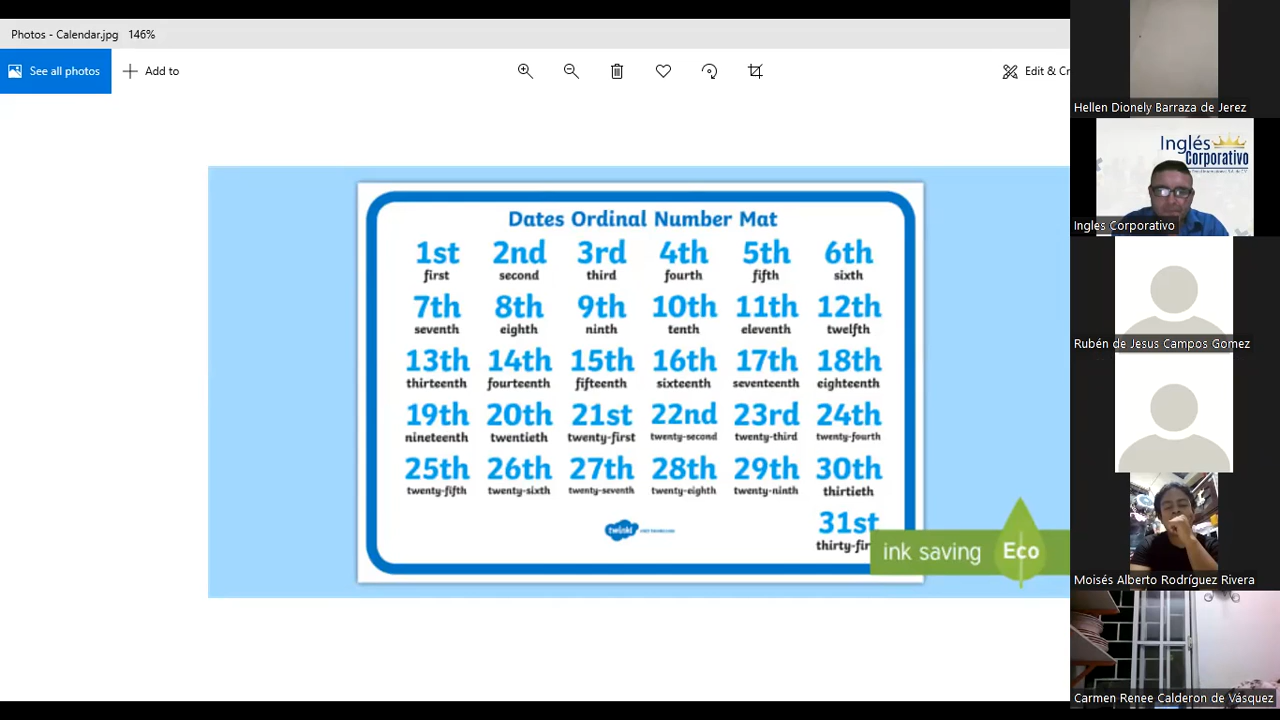 Photos - Calendar.jpg 146%
See all photos
Add to
Edit & Cr
Dates Ordinal Number Mat
1st 2nd 3rd 4th 5th 6th
first second third fourth fifth sixth
7th 8th 9th 10th 11th 12th
seventh eighth ninth tenth eleventh twelfth
13th 14th 15th 16th 17th 18th
thirteenth fourteenth fifteenth sixteenth seventeenth eighteenth
19th 20th 21st 22nd 23rd 24th
nineteenth twentieth twenty-first twenty-second twenty-third twenty-fourth
25th 26th 27th 28th 29th 30th
twenty-fifth twenty-sixth twenty-seventh twenty-eighth twenty-ninth thirtieth
31st
thirty-fir
twinkl
ink saving Eco
Hellen Dionely Barraza de Jerez
Inglés
Corporativo
Ingles Corporativo
Rubén de Jesus Campos Gomez
Moisés Alberto Rodríguez Rivera
Carmen Renee Calderon de Vásquez